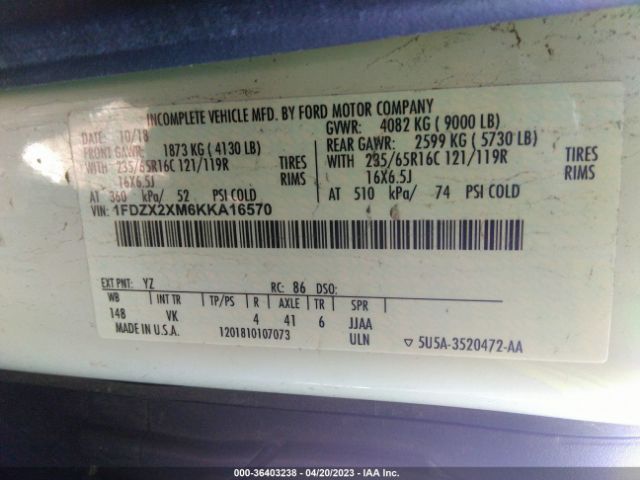 INCOMPLETE VEHICLE MFD. BY FORD MOTOR COMPANY
DATE: 10/18 GVWR: 4082 KG ( 9000 LB)
FRONT GAWR: 1873 KG ( 4130 LB) REAR GAWR: 2599 KG ( 5730 LB)
WITH 235/65R16C 121/119R TIRES WITH 235/65R16C 121/119R TIRES
16X6.5J RIMS 16X6.5J RIMS
AT 360 kPa/ 52 PSI COLD AT 510 kPa/ 74 PSI COLD
VIN: 1FDZX2XM6KKA16570
EXT PNT: YZ RC: 86 DSO:
WB INT TR TP/PS R AXLE TR SPR
148 VK 4 41 6 JJAA
MADE IN U.S.A. 1201810107073 ULN ▽ 5U5A-3520472-AA
000-36403238 - 04/20/2023 - IAA Inc.